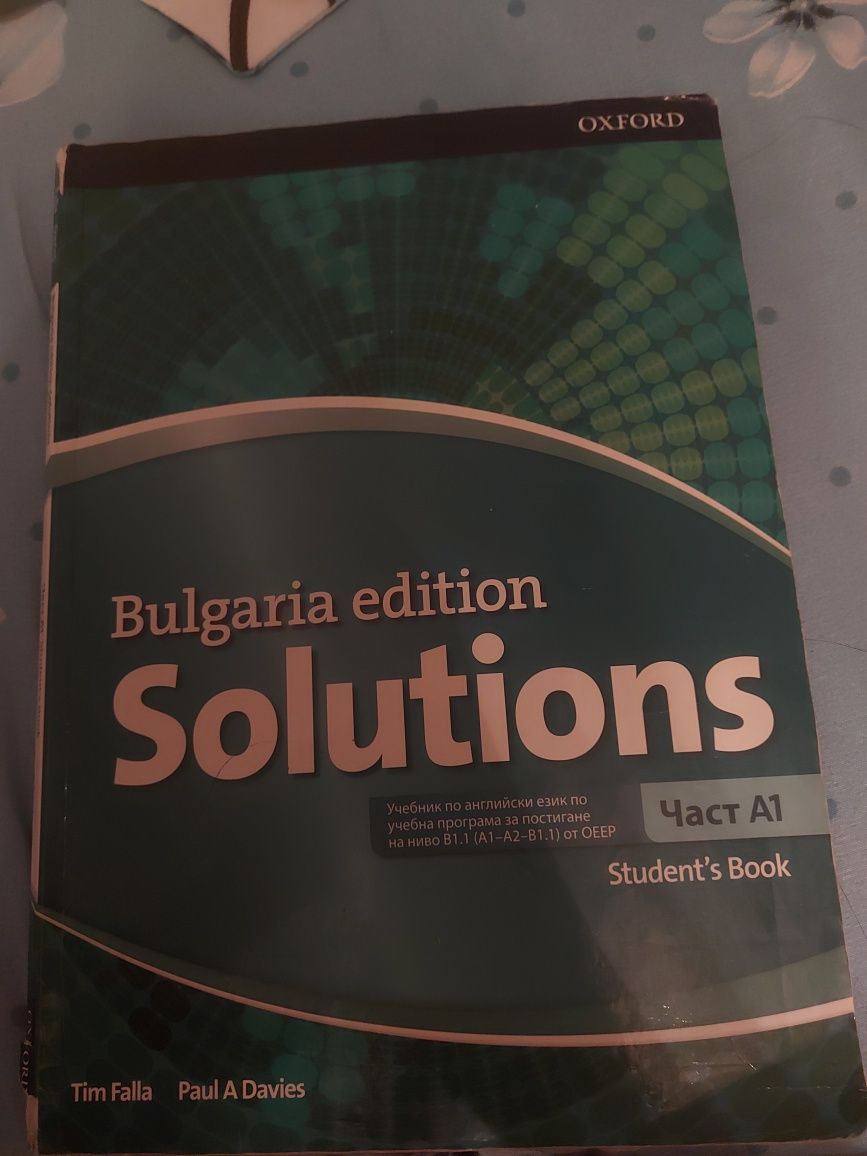 OXFORD
Bulgaria edition
Solutions
Учебник по английски език по
учебна програма за постигане
на ниво B1.1 (A1–A2–B1.1) от ОЕЕР
Част A1
Student's Book
Tim Falla Paul A Davies
OXFORD